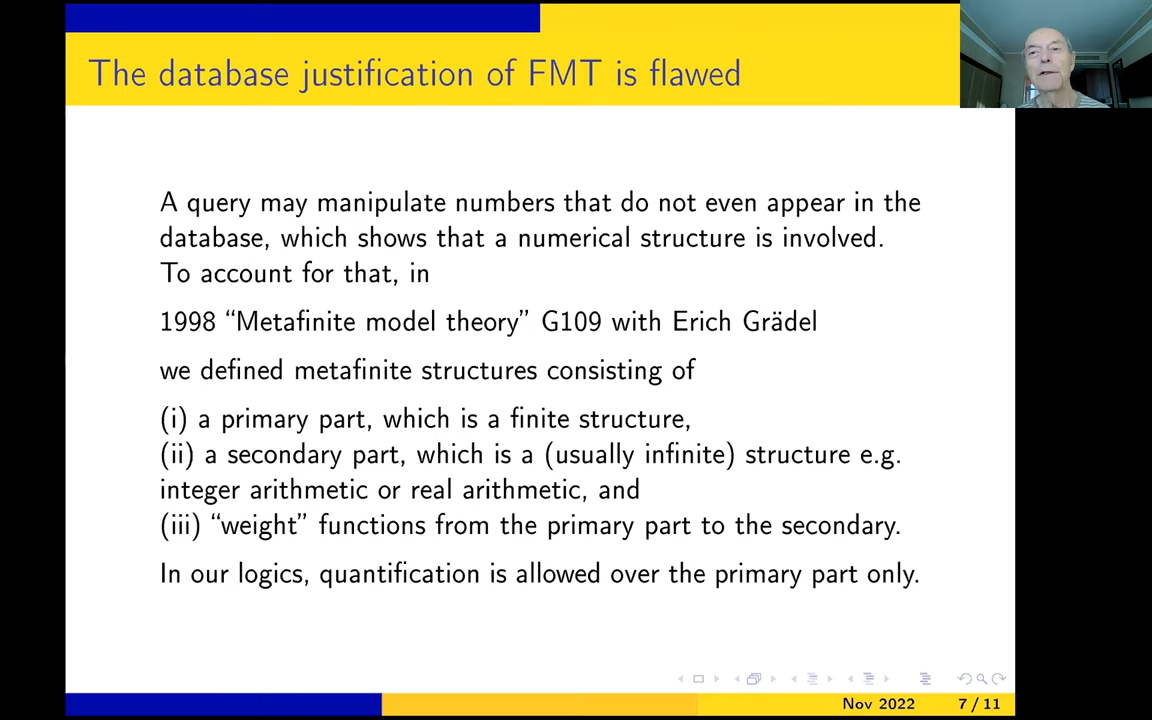 The database justification of FMT is flawed
A query may manipulate numbers that do not even appear in the
database, which shows that a numerical structure is involved.
To account for that, in
1998 “Metafinite model theory” G109 with Erich Grädel
we defined metafinite structures consisting of
(i) a primary part, which is a finite structure,
(ii) a secondary part, which is a (usually infinite) structure e.g.
integer arithmetic or real arithmetic, and
(iii) “weight” functions from the primary part to the secondary.
In our logics, quantification is allowed over the primary part only.
Nov 2022 7 / 11